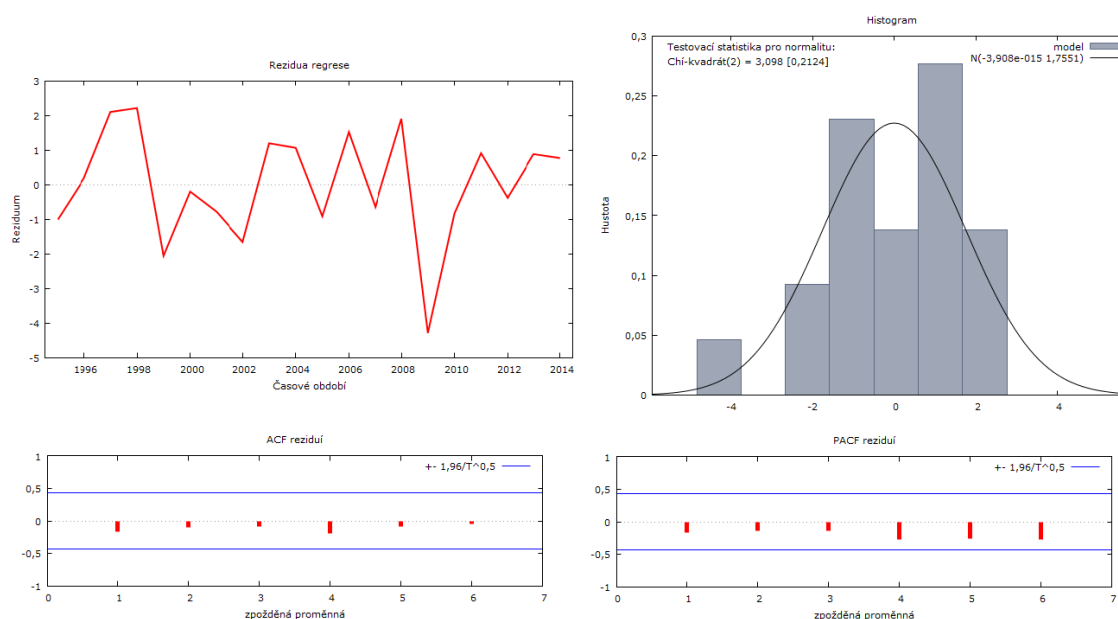 Rezidua regrese
3
2
1
0
-1
-2
-3
-4
-5
Reziduum
1996 1998 2000 2002 2004 2006 2008 2010 2012 2014
Časové období
Histogram
Testovací statistika pro normalitu:
Chí-kvadrát(2) = 3,098 [0,2124]
model
N(-3,908e-015 1,7551)
0,3
0,25
0,2
0,15
0,1
0,05
0
Hustota
-4 -2 0 2 4
ACF reziduí
+- 1,96/T^0,5
1
0,5
0
-0,5
-1
0 1 2 3 4 5 6 7
zpožděná proměnná
PACF reziduí
+- 1,96/T^0,5
1
0,5
0
-0,5
-1
0 1 2 3 4 5 6 7
zpožděná proměnná